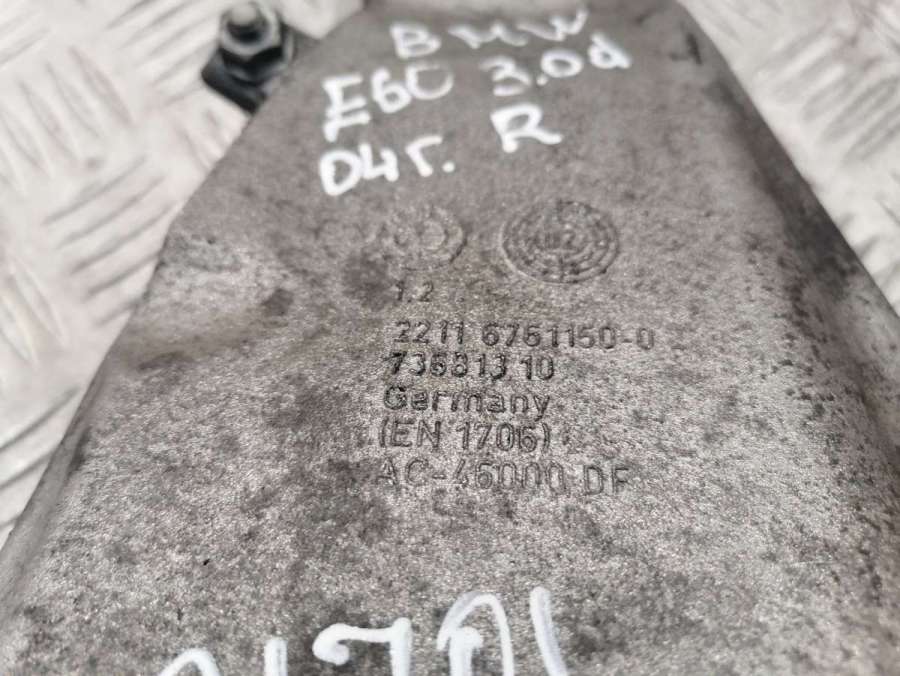 BMW
E60 3.0d
04г. R
1.2
2211 6761150-0
73681310
Germany
(EN 1706)
AC-46000 DF